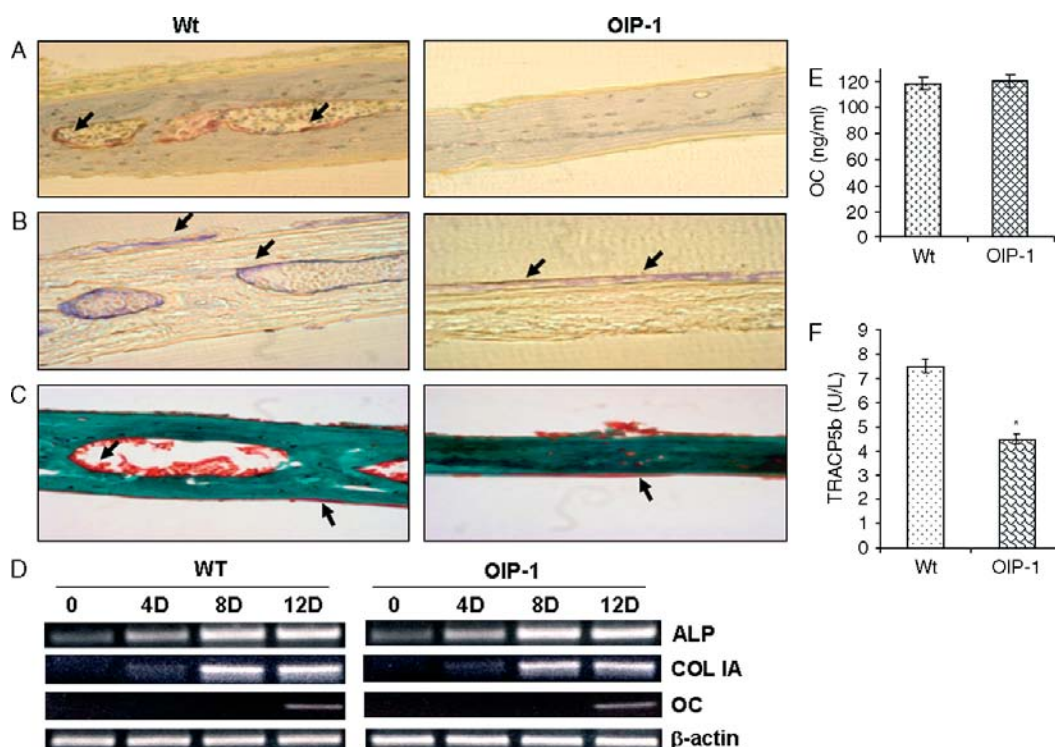 Wt OIP-1
A
B
C
D WT OIP-1
0 4D 8D 12D 0 4D 8D 12D
ALP
COL IA
OC
β-actin
E
OC (ng/ml)
120
100
80
60
40
20
0
Wt OIP-1
F
TRACP5b (U/L)
9
8
7
6
5
4
3
2
1
0
*
Wt OIP-1